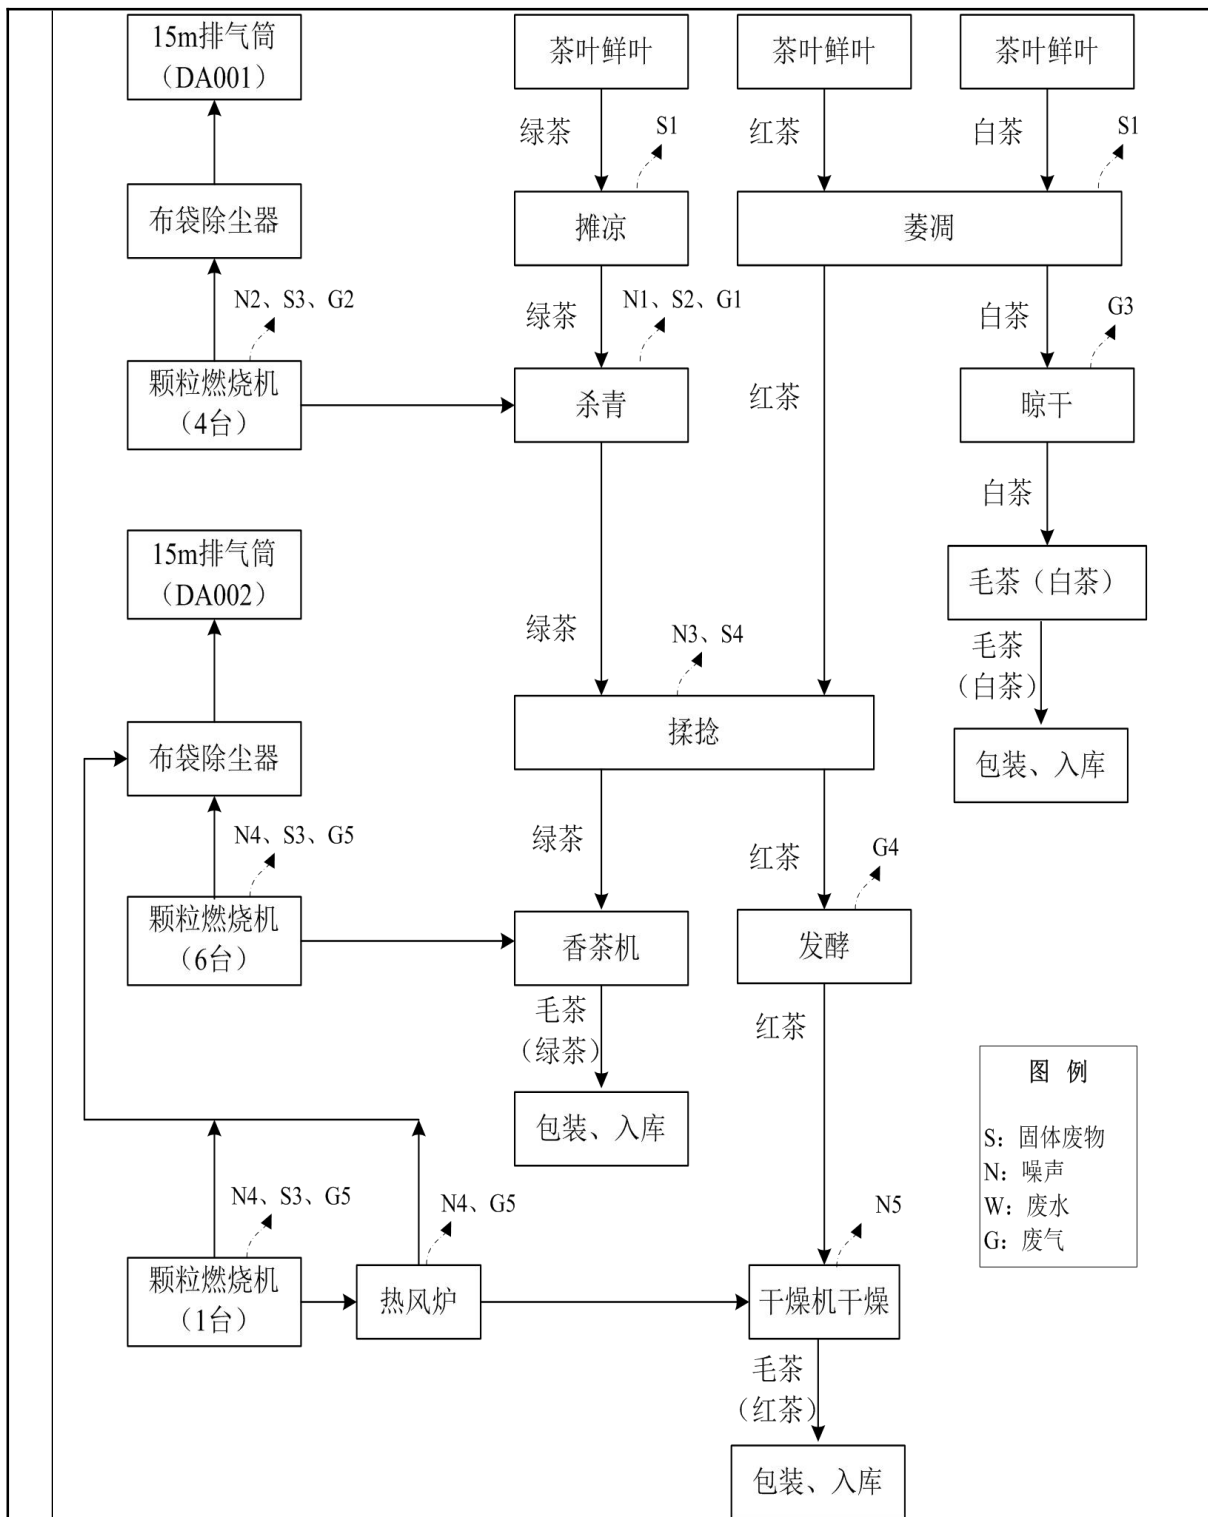 15m排气筒
（DA001）
茶叶鲜叶
茶叶鲜叶
茶叶鲜叶
绿茶
S1
红茶
白茶
S1
布袋除尘器
摊凉
萎凋
N2、S3、G2
绿茶
N1、S2、G1
白茶
G3
颗粒燃烧机
（4台）
杀青
红茶
晾干
白茶
15m排气筒
（DA002）
毛茶（白茶）
绿茶
N3、S4
毛茶
（白茶）
布袋除尘器
揉捻
包装、入库
N4、S3、G5
绿茶
红茶
G4
颗粒燃烧机
（6台）
香茶机
发酵
毛茶
（绿茶）
红茶
包装、入库
图 例
S：固体废物
N：噪声
W：废水
G：废气
N4、S3、G5
N4、G5
N5
颗粒燃烧机
（1台）
热风炉
干燥机干燥
毛茶
（红茶）
包装、入库